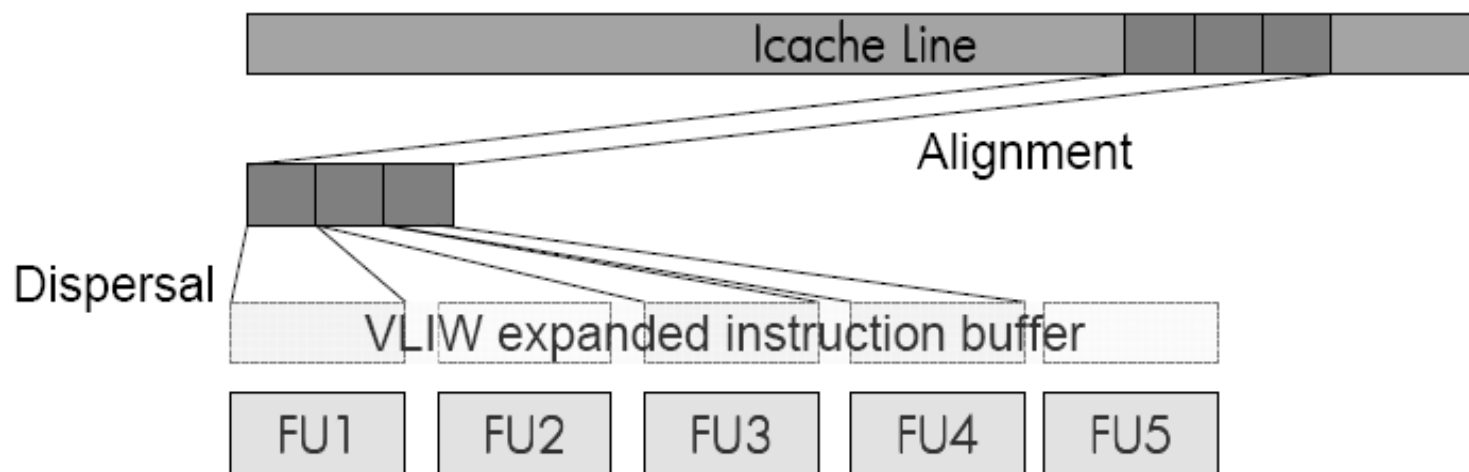 Icache Line
Alignment
Dispersal
VLIW expanded instruction buffer
FU1 FU2 FU3 FU4 FU5